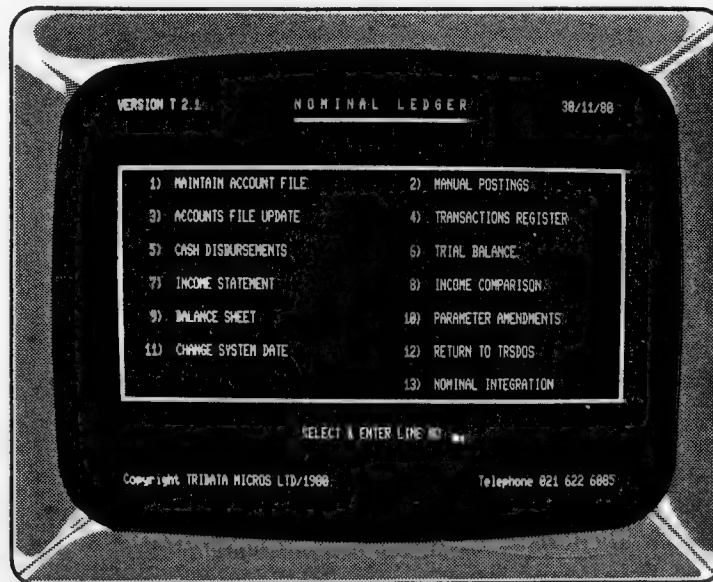 VERSION T 2.1 NOMINAL LEDGER 30/11/80
1) MAINTAIN ACCOUNT FILE 2) MANUAL POSTINGS
3) ACCOUNTS FILE UPDATE 4) TRANSACTIONS REGISTER
5) CASH DISBURSEMENTS 6) TRIAL BALANCE
7) INCOME STATEMENT 8) INCOME COMPARISON
9) BALANCE SHEET 10) PARAMETER AMENDMENTS
11) CHANGE SYSTEM DATE 12) RETURN TO TRSDOS
13) NOMINAL INTEGRATION
SELECT & ENTER LINE NO
Copyright TRIDATA MICROS LTD/1980 Telephone 021 622 6085